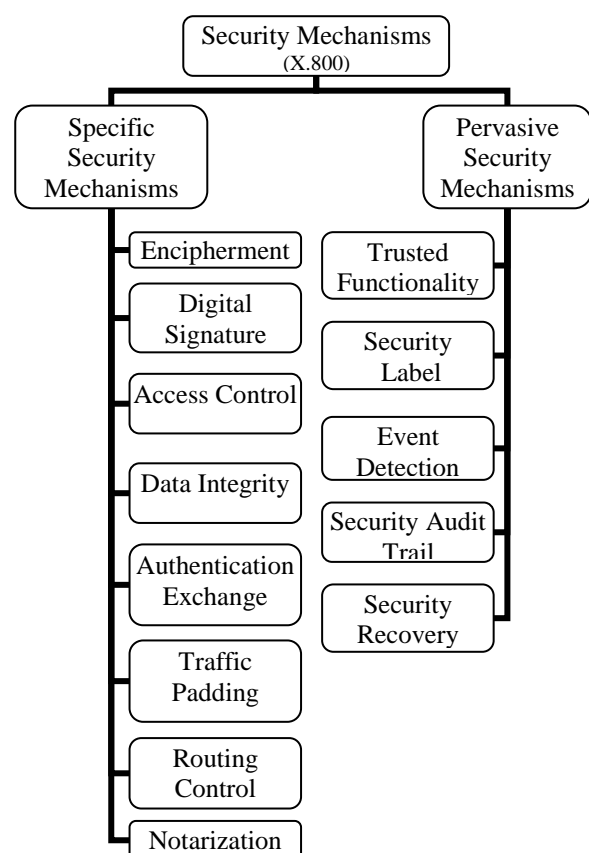 Security Mechanisms
(X.800)
Specific
Security
Mechanisms
Pervasive
Security
Mechanisms
Encipherment
Digital
Signature
Access Control
Data Integrity
Authentication
Exchange
Traffic
Padding
Routing
Control
Notarization
Trusted
Functionality
Security
Label
Event
Detection
Security Audit
Trail
Security
Recovery